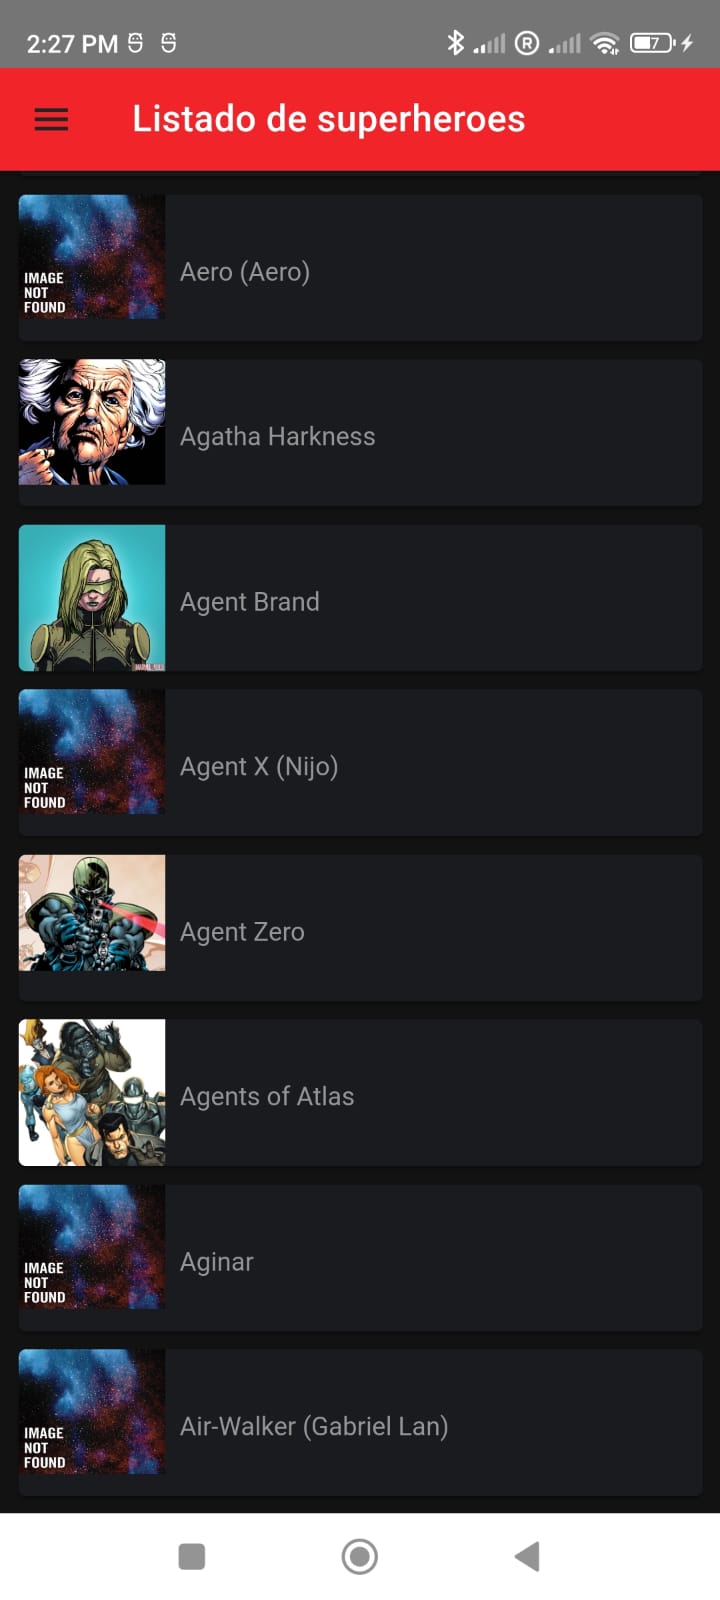 2:27 PM
R
7
Listado de superheroes
IMAGE
NOT
FOUND
Aero (Aero)
Agatha Harkness
Agent Brand
IMAGE
NOT
FOUND
Agent X (Nijo)
Agent Zero
Agents of Atlas
IMAGE
NOT
FOUND
Aginar
IMAGE
NOT
FOUND
Air-Walker (Gabriel Lan)